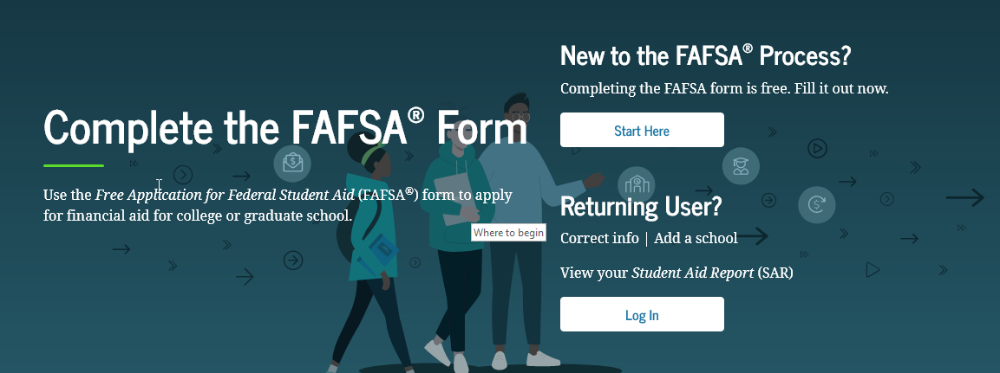 Complete the FAFSA® Form
Use the Free Application for Federal Student Aid (FAFSA®) form to apply
for financial aid for college or graduate school.
Where to begin
New to the FAFSA® Process?
Completing the FAFSA form is free. Fill it out now.
Start Here
Returning User?
Correct info | Add a school
View your Student Aid Report (SAR)
Log In